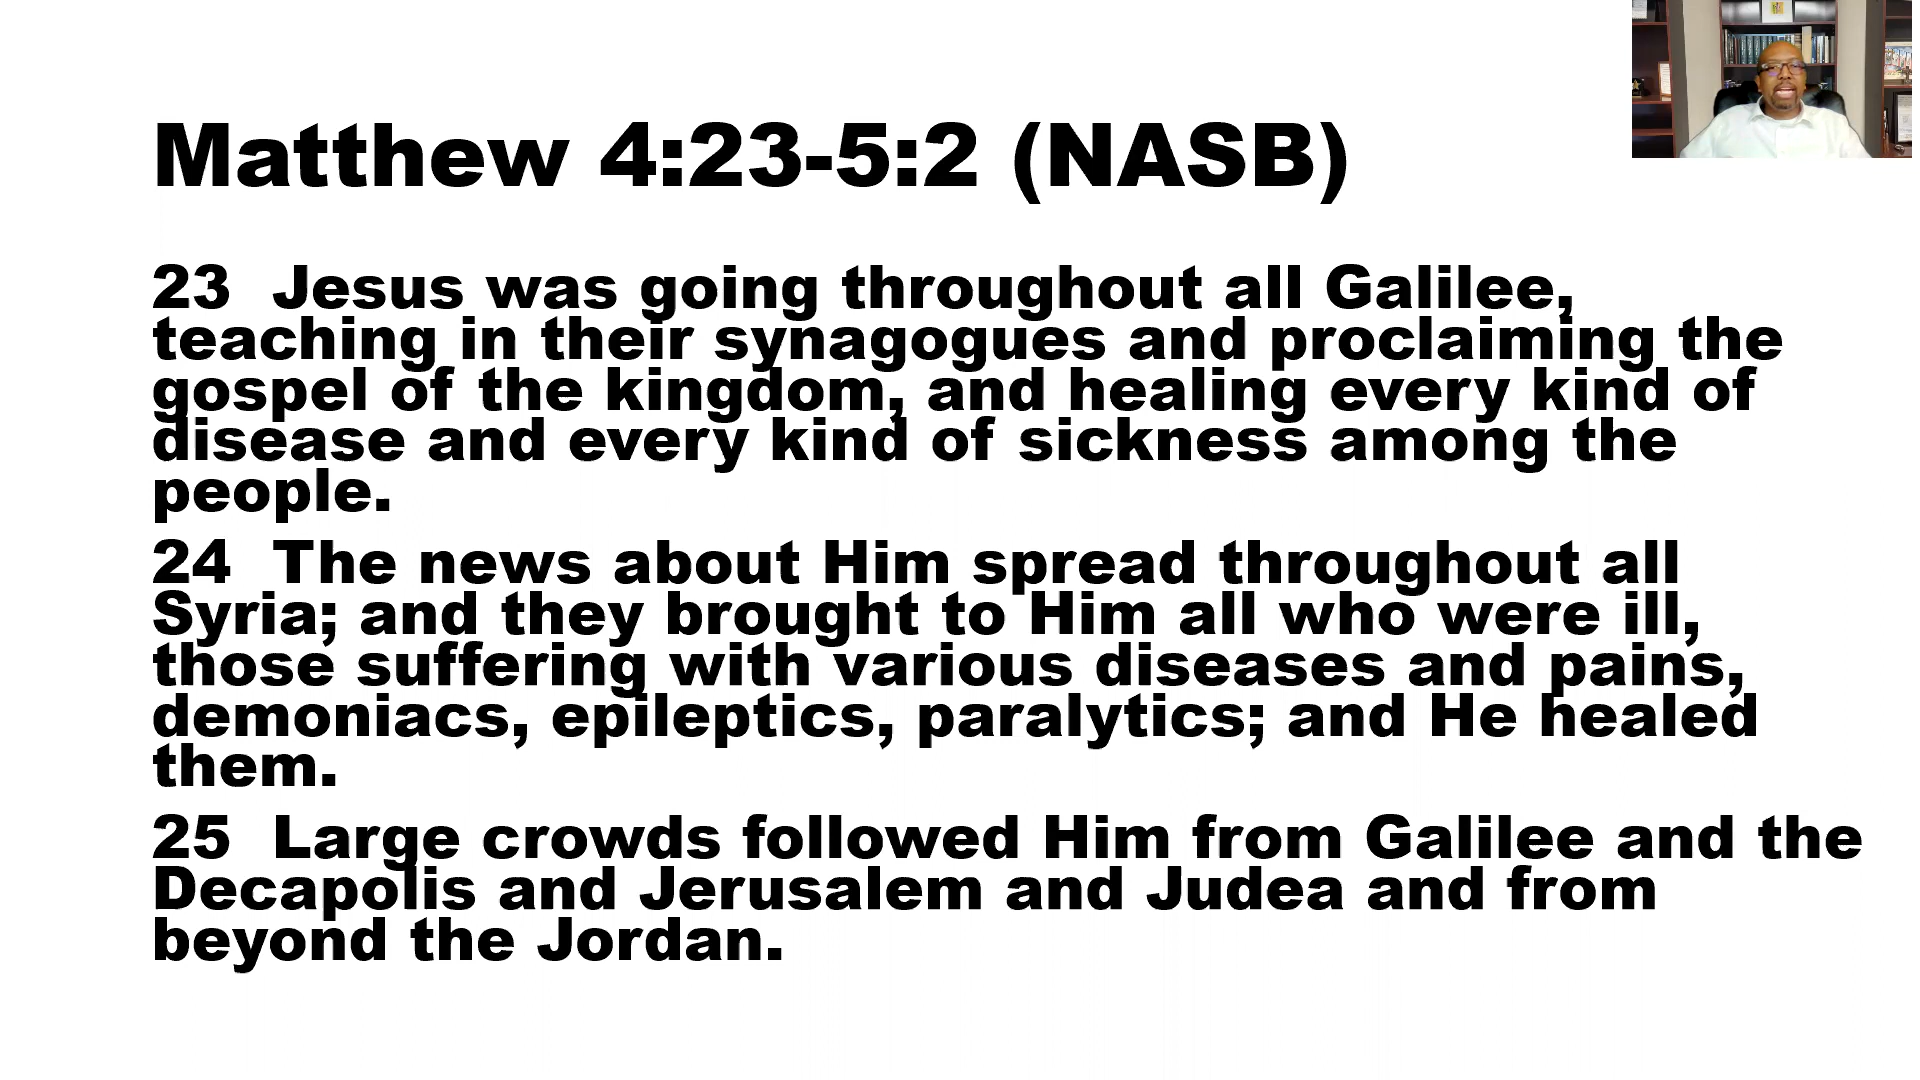 Matthew 4:23-5:2 (NASB)
23  Jesus was going throughout all Galilee,
teaching in their synagogues and proclaiming the
gospel of the kingdom, and healing every kind of
disease and every kind of sickness among the
people.
24  The news about Him spread throughout all
Syria; and they brought to Him all who were ill,
those suffering with various diseases and pains,
demoniacs, epileptics, paralytics; and He healed
them.
25  Large crowds followed Him from Galilee and the
Decapolis and Jerusalem and Judea and from
beyond the Jordan.